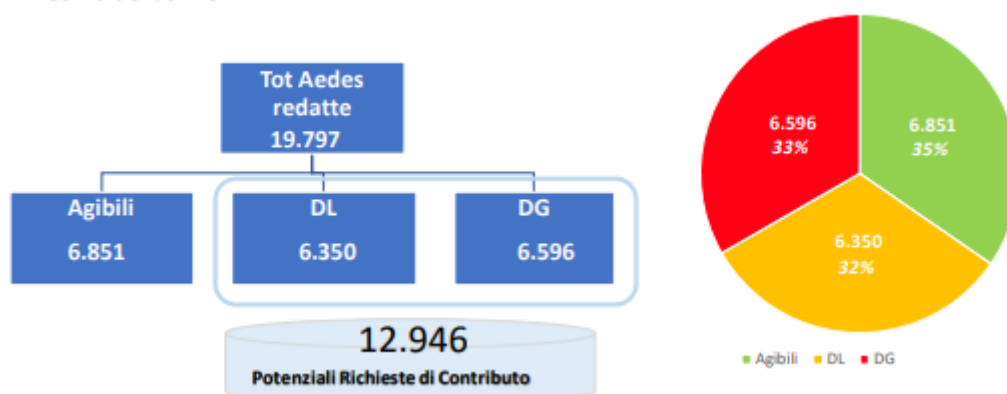 Tot Aedes
redatte
19.797
Agibili
6.851
DL
6.350
DG
6.596
12.946
Potenziali Richieste di Contributo
6.596
33%
6.851
35%
6.350
32%
Agibili
DL
DG